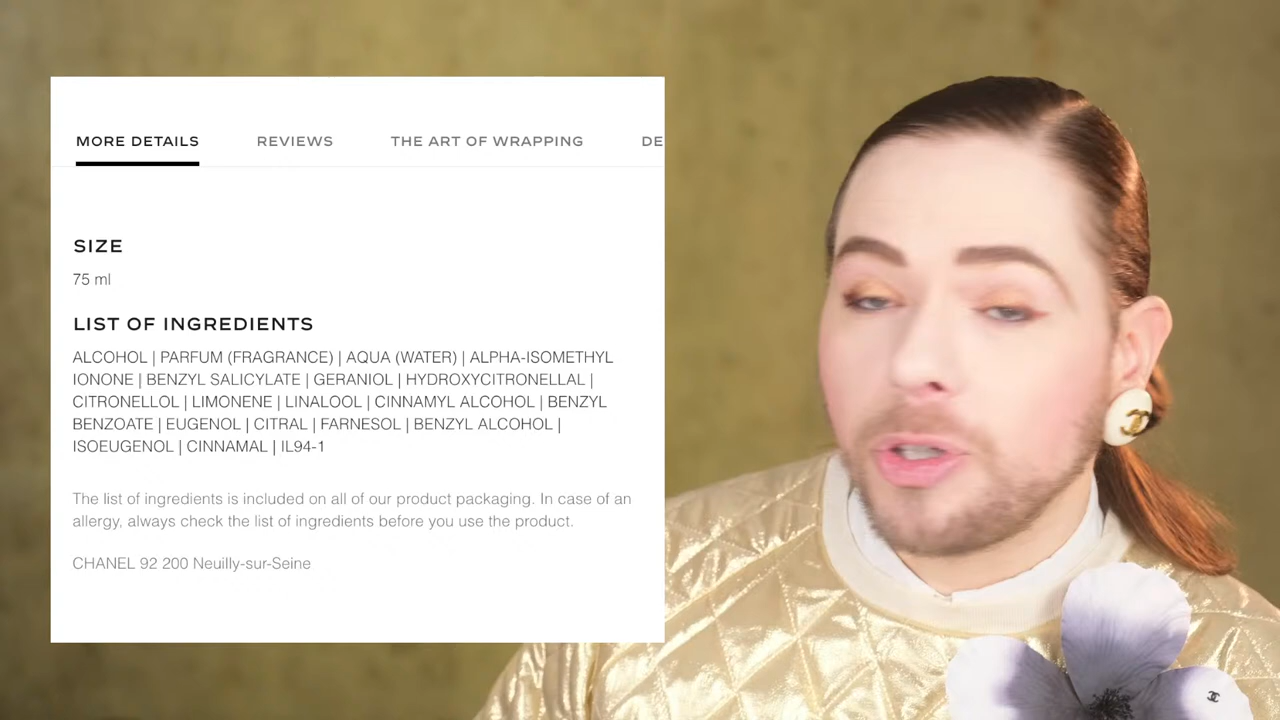 MORE DETAILS REVIEWS THE ART OF WRAPPING DE
SIZE
75 ml
LIST OF INGREDIENTS
ALCOHOL | PARFUM (FRAGRANCE) | AQUA (WATER) | ALPHA-ISOMETHYL
IONONE | BENZYL SALICYLATE | GERANIOL | HYDROXYCITRONELLAL |
CITRONELLOL | LIMONENE | LINALOOL | CINNAMYL ALCOHOL | BENZYL
BENZOATE | EUGENOL | CITRAL | FARNESOL | BENZYL ALCOHOL |
ISOEUGENOL | CINNAMAL | IL94-1
The list of ingredients is included on all of our product packaging. In case of an
allergy, always check the list of ingredients before you use the product.
CHANEL 92 200 Neuilly-sur-Seine